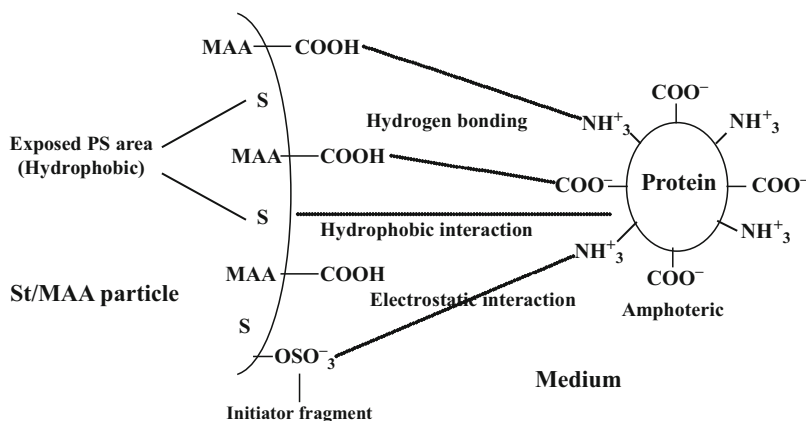 MAA COOH
S
COO⁻
NH⁺₃
NH⁺₃
Hydrogen bonding
Exposed PS area
(Hydrophobic)
MAA COOH
COO⁻
Protein
COO⁻
S
Hydrophobic interaction
NH⁺₃
NH⁺₃
MAA COOH
COO⁻
St/MAA particle
Electrostatic interaction
Amphoteric
S
OSO⁻₃
Medium
Initiator fragment